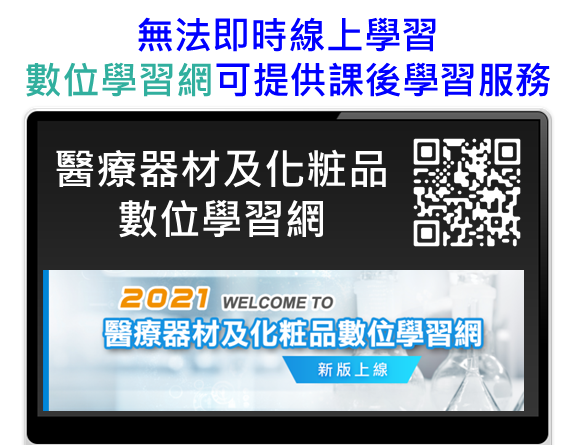 無法即時線上學習
數位學習網可提供課後學習服務
醫療器材及化粧品
數位學習網
2021 WELCOME TO
醫療器材及化粧品數位學習網
新版上線